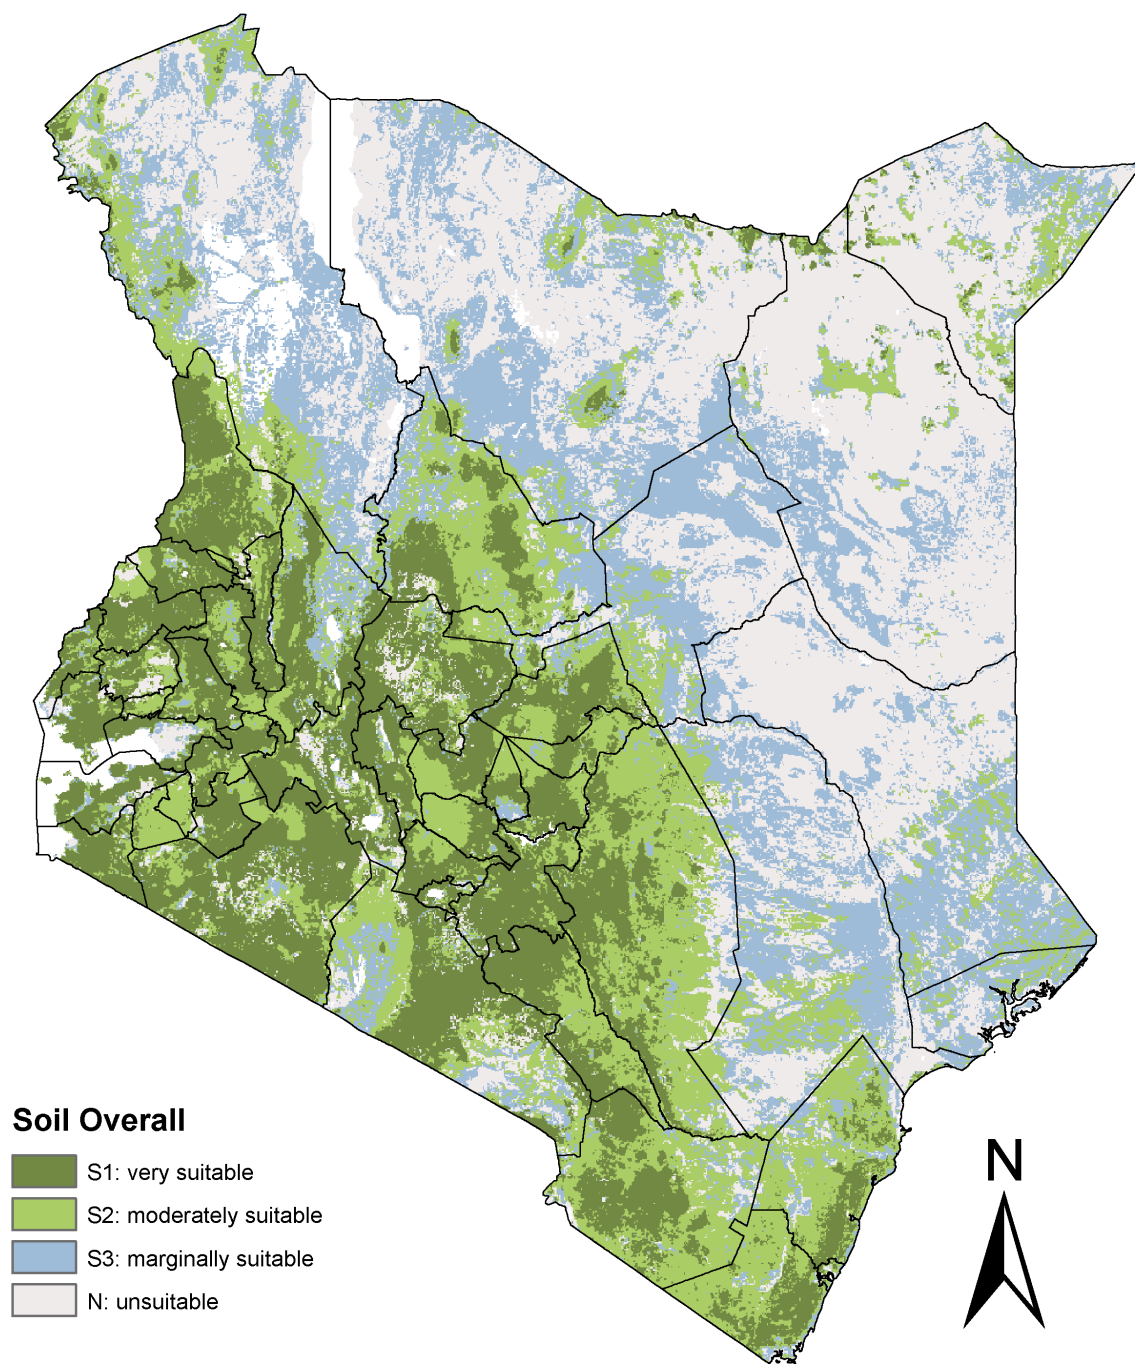 Soil Overall
S1: very suitable
S2: moderately suitable
S3: marginally suitable
N: unsuitable
N